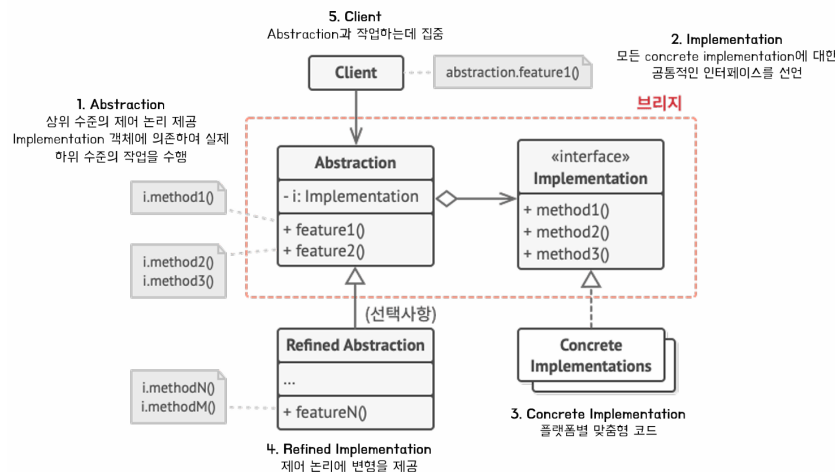 5. Client
Abstraction과 작업하는데 집중
Client
abstraction.feature1()
2. Implementation
모든 concrete implementation에 대한
공통적인 인터페이스를 선언
브리지
1. Abstraction
상위 수준의 제어 논리 제공
Implementation 객체에 의존하여 실제
하위 수준의 작업을 수행
Abstraction
- i: Implementation
+ feature1()
+ feature2()
«interface»
Implementation
+ method1()
+ method2()
+ method3()
i.method1()
i.method2()
i.method3()
(선택사항)
Refined Abstraction
...
+ featureN()
i.methodN()
i.methodM()
Concrete
Implementations
3. Concrete Implementation
플랫폼별 맞춤형 코드
4. Refined Implementation
제어 논리에 변형을 제공